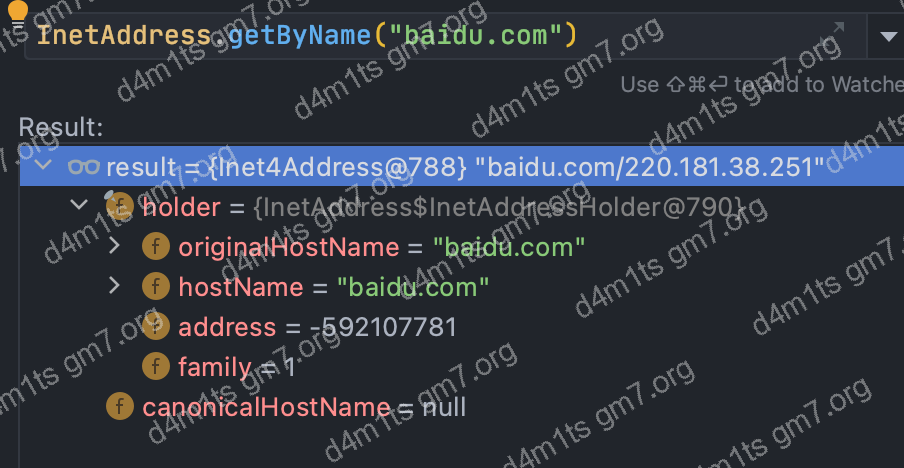 InetAddress.getByName("baidu.com")
Use ⇧⌘⏎ to add to Watche
Result:
result = {Inet4Address@788} "baidu.com/220.181.38.251"
holder = {InetAddress$InetAddressHolder@790}
f originalHostName = "baidu.com"
f hostName = "baidu.com"
f address = -592107781
f family = 1
f canonicalHostName = null
d4m1ts gm7.org